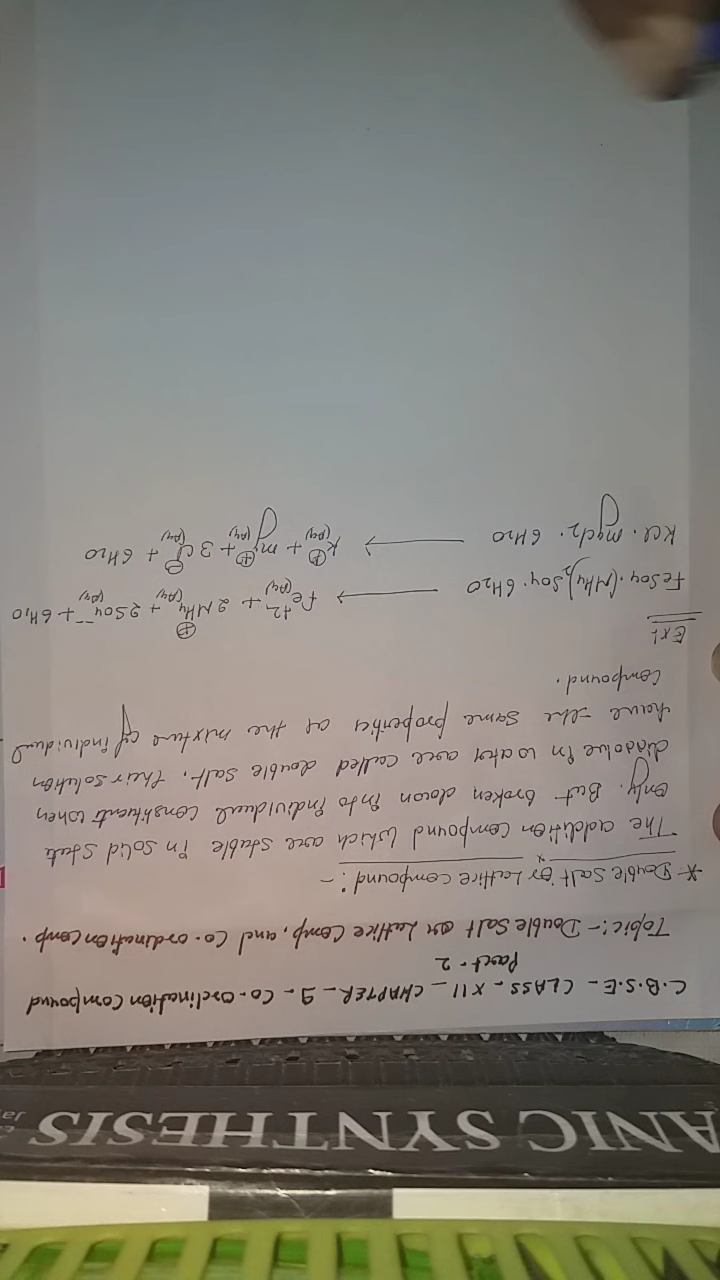 C.B.S.E - CLASS - XII - CHAPTER - 9 - Co-ordination Compound
Part - 2
Topic:- Double Salt or Lattice Comp, and Co-ordination Comp.
* Double Salt or Lattice Compound :-
The addition compound which are stable in solid state
only. But broken down into individual constituent when
dissolve in water are called double salt. Their solution
have the same properties as the mixture of individual
compound.
Ex:
FeSO4.(NH4)2SO4.6H2O → Fe+2(aq) + 2NH4⊕(aq) + 2SO4--(aq) + 6H2O
KCl.MgCl2.6H2O → K⊕(aq) + Mg⊕(aq) + 3Cl⊖(aq) + 6H2O
ANIC SYNTHESIS